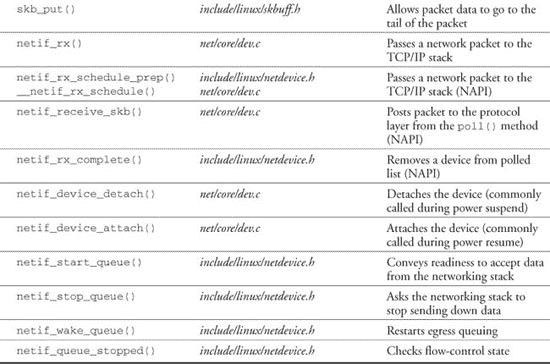 skb_put() include/linux/skbuff.h Allows packet data to go to the
tail of the packet
netif_rx() net/core/dev.c Passes a network packet to the
TCP/IP stack
netif_rx_schedule_prep() include/linux/netdevice.h Passes a network packet to the
__netif_rx_schedule() net/core/dev.c TCP/IP stack (NAPI)
netif_receive_skb() net/core/dev.c Posts packet to the protocol
layer from the poll() method
(NAPI)
netif_rx_complete() include/linux/netdevice.h Removes a device from polled
list (NAPI)
netif_device_detach() net/core/dev.c Detaches the device (commonly
called during power suspend)
netif_device_attach() net/core/dev.c Attaches the device (commonly
called during power resume)
netif_start_queue() include/linux/netdevice.h Conveys readiness to accept data
from the networking stack
netif_stop_queue() include/linux/netdevice.h Asks the networking stack to
stop sending down data
netif_wake_queue() include/linux/netdevice.h Restarts egress queuing
netif_queue_stopped() include/linux/netdevice.h Checks flow-control state